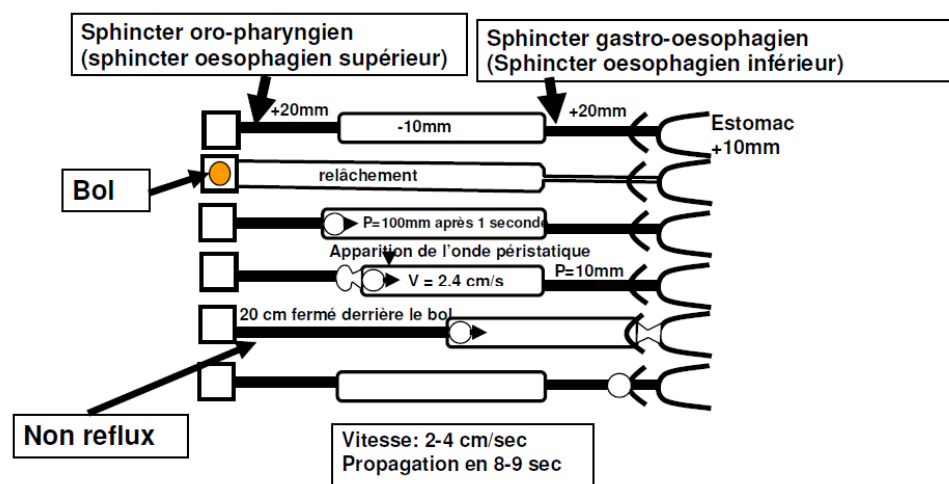 Sphincter oro-pharyngien
(sphincter oesophagien supérieur)
Sphincter gastro-oesophagien
(Sphincter oesophagien inférieur)
+20mm
+20mm
-10mm
Estomac
+10mm
relâchement
Bol
P=100mm après 1 seconde
Apparition de l'onde péristatique
V = 2.4 cm/s
P=10mm
20 cm fermé derrière le bol
Non reflux
Vitesse: 2-4 cm/sec
Propagation en 8-9 sec